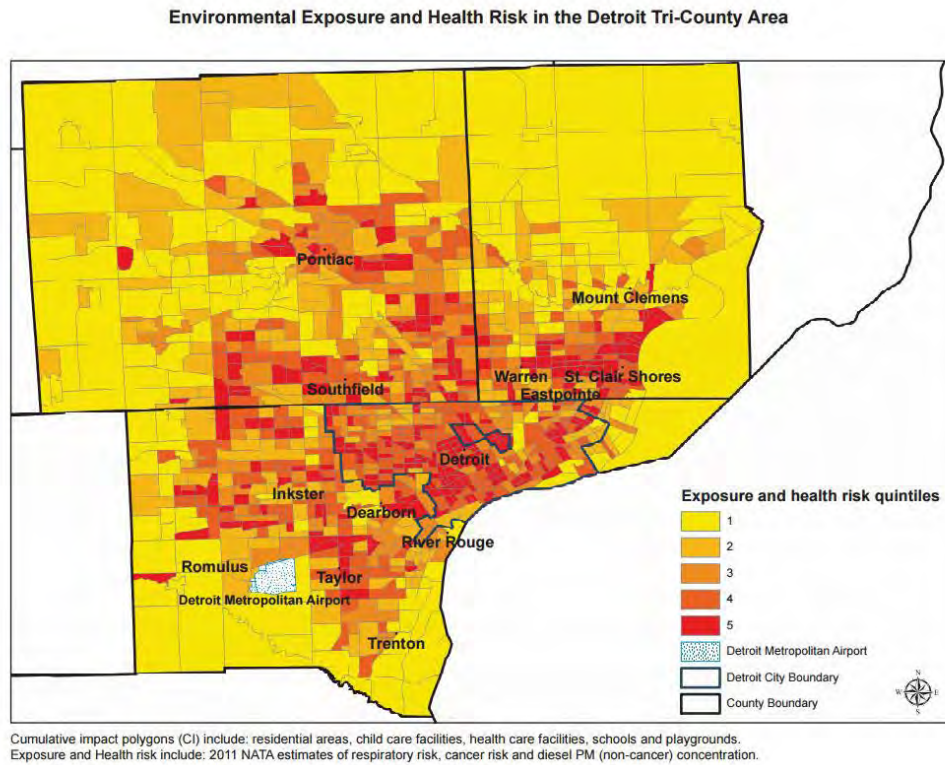 Environmental Exposure and Health Risk in the Detroit Tri-County Area
Pontiac
Mount Clemens
Southfield
Warren
St. Clair Shores
Eastpointe
Detroit
Inkster
Dearborn
River Rouge
Romulus
Taylor
Detroit Metropolitan Airport
Trenton
Exposure and health risk quintiles
1
2
3
4
5
Detroit Metropolitan Airport
Detroit City Boundary
County Boundary
N
W
E
S
Cumulative impact polygons (CI) include: residential areas, child care facilities, health care facilities, schools and playgrounds.
Exposure and Health risk include: 2011 NATA estimates of respiratory risk, cancer risk and diesel PM (non-cancer) concentration.